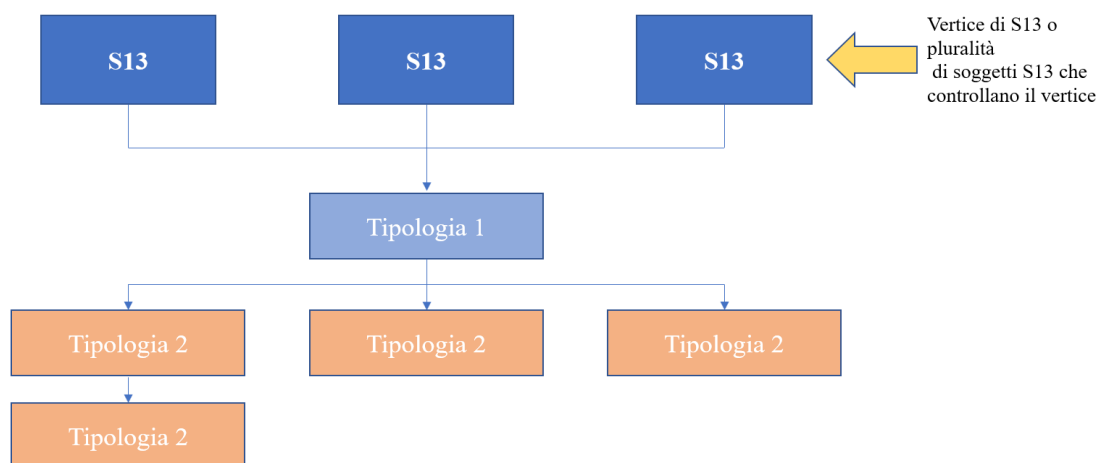 S13
S13
S13
Vertice di S13 o
pluralità
di soggetti S13 che
controllano il vertice
Tipologia 1
Tipologia 2
Tipologia 2
Tipologia 2
Tipologia 2